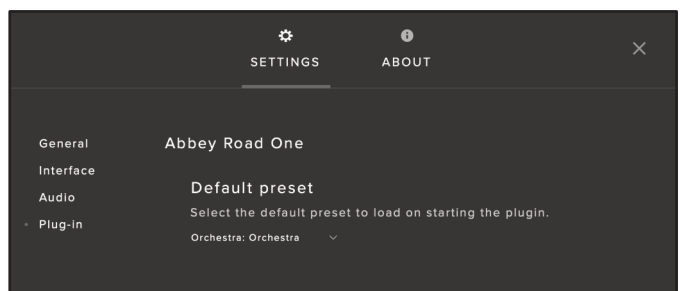 SETTINGS
ABOUT
General
Interface
Audio
Plug-in
Abbey Road One
Default preset
Select the default preset to load on starting the plugin.
Orchestra: Orchestra